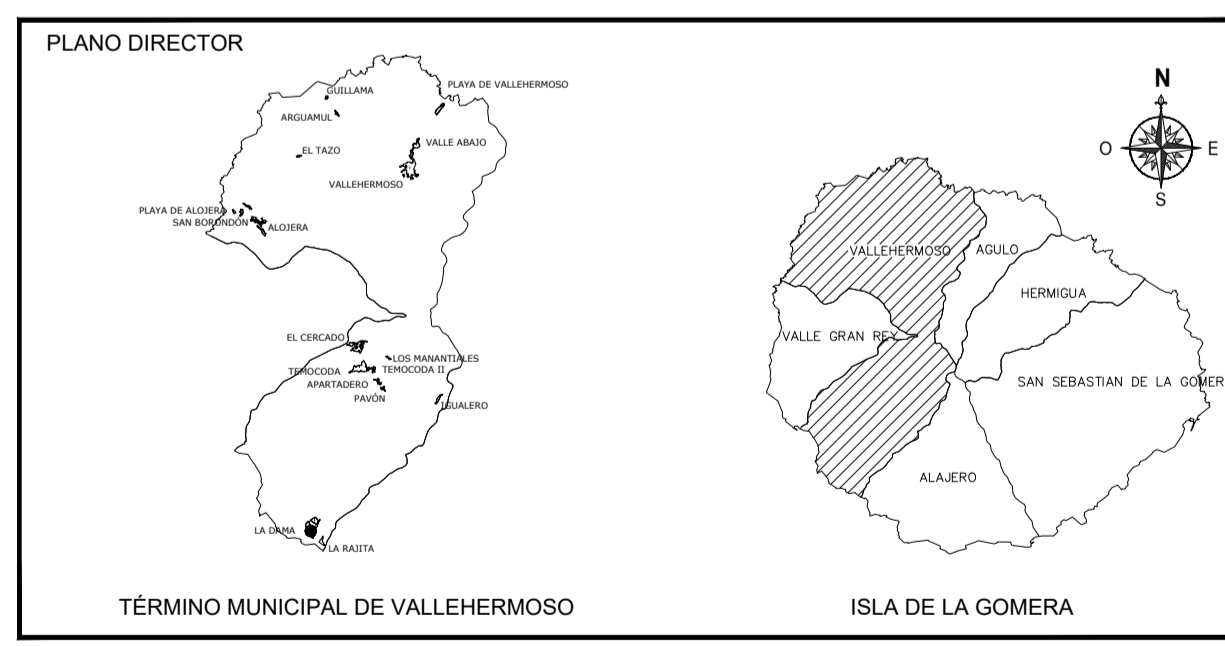 PLANO DIRECTOR
GUILLAMA
PLAYA DE VALLEHERMOSO
ARGUAMUL
VALLE ABAJO
EL TAZO
VALLEHERMOSO
PLAYA DE ALOJERA
SAN BORONDÓN
ALOJERA
EL CERCADO
LOS MANANTIALES
TEMOCODA
TEMOCODA II
APARTADERO
PAVÓN
IGUALERO
LA DAMA
LA RAJITA
TÉRMINO MUNICIPAL DE VALLEHERMOSO
N
O
E
S
VALLEHERMOSO
AGULO
HERMIGUA
VALLE GRAN REY
SAN SEBASTIAN DE LA GOMER
ALAJERO
ISLA DE LA GOMERA